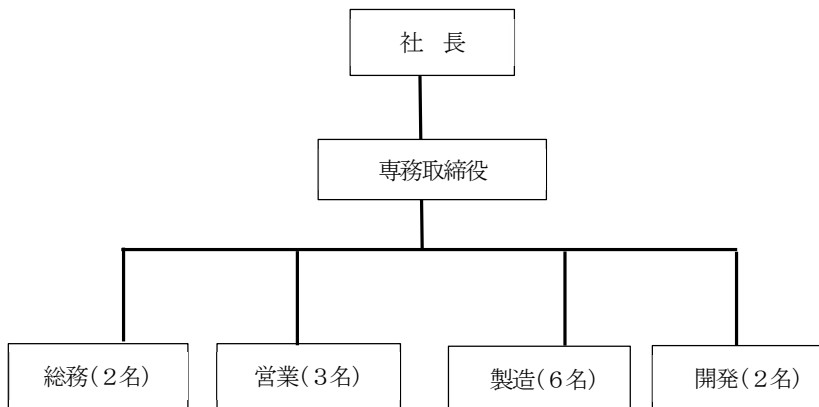 社　長
専務取締役
総務(２名)
営業(３名)
製造(６名)
開発(２名)